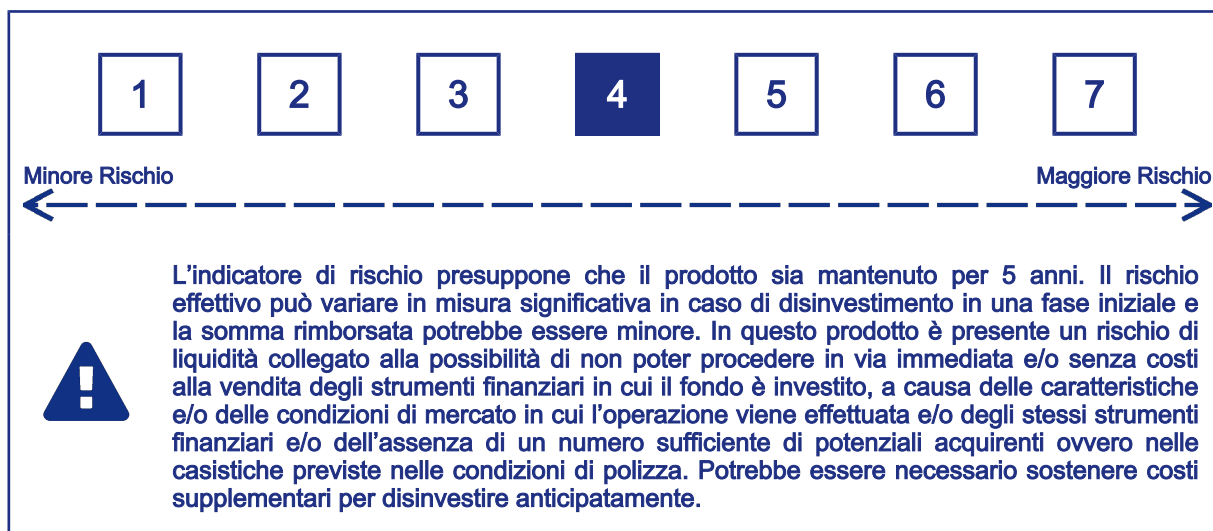 1 2 3 4 5 6 7
Minore Rischio Maggiore Rischio
L'indicatore di rischio presuppone che il prodotto sia mantenuto per 5 anni. Il rischio
effettivo può variare in misura significativa in caso di disinvestimento in una fase iniziale e
la somma rimborsata potrebbe essere minore. In questo prodotto è presente un rischio di
liquidità collegato alla possibilità di non poter procedere in via immediata e/o senza costi
alla vendita degli strumenti finanziari in cui il fondo è investito, a causa delle caratteristiche
e/o delle condizioni di mercato in cui l'operazione viene effettuata e/o degli stessi strumenti
finanziari e/o dell'assenza di un numero sufficiente di potenziali acquirenti ovvero nelle
casistiche previste nelle condizioni di polizza. Potrebbe essere necessario sostenere costi
supplementari per disinvestire anticipatamente.